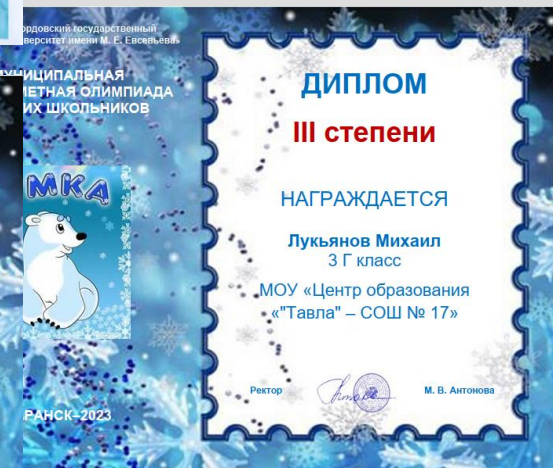 ордовский государственный
верситет имени М. Е. Евсевьева»
МУНИЦИПАЛЬНАЯ
МЕТНАЯ ОЛИМПИАДА
ИХ ШКОЛЬНИКОВ
МКА
РАНСК–2023
ДИПЛОМ
III степени
НАГРАЖДАЕТСЯ
Лукьянов Михаил
3 Г класс
МОУ «Центр образования
«"Тавла" – СОШ № 17»
Ректор
М. В. Антонова